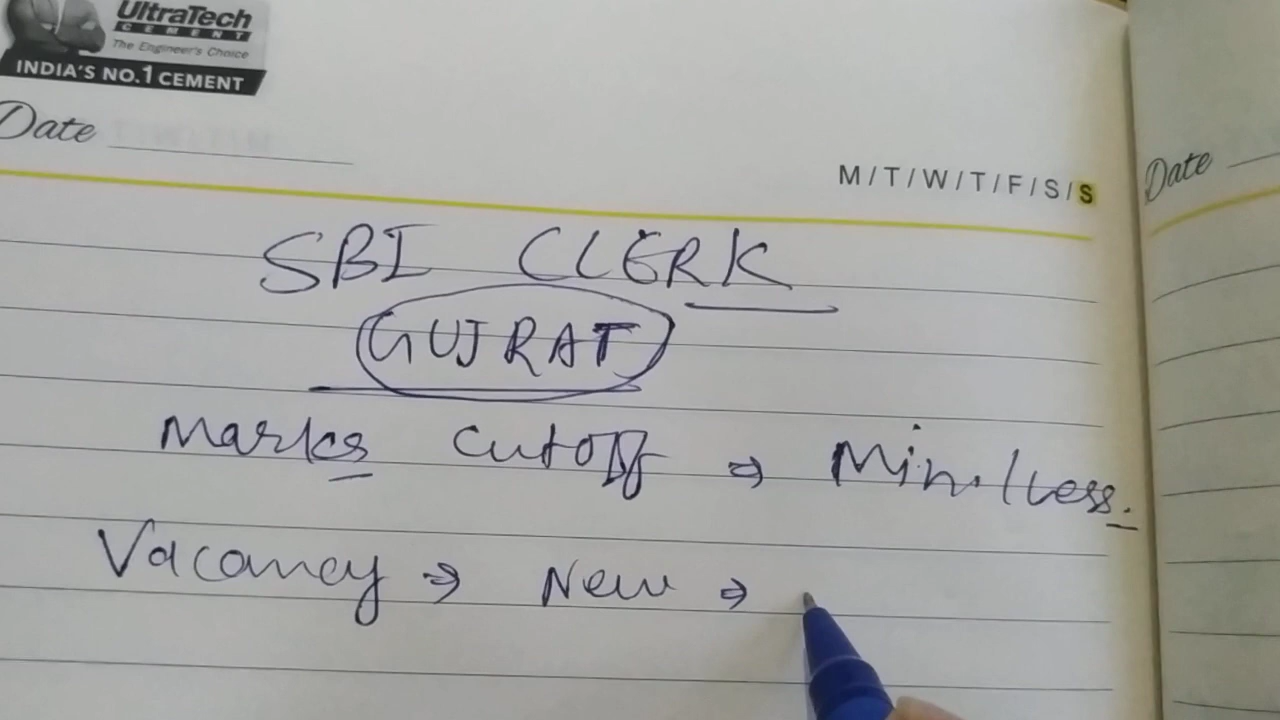 UltraTech
CEMENT
The Engineer's Choice
INDIA'S NO.1 CEMENT
Date
M/T/W/T/F/S/S
Date
SBI CLERK
GUJRAT
Marks cutoff ⇒ Min./Less.
Vacancy ⇒ New ⇒